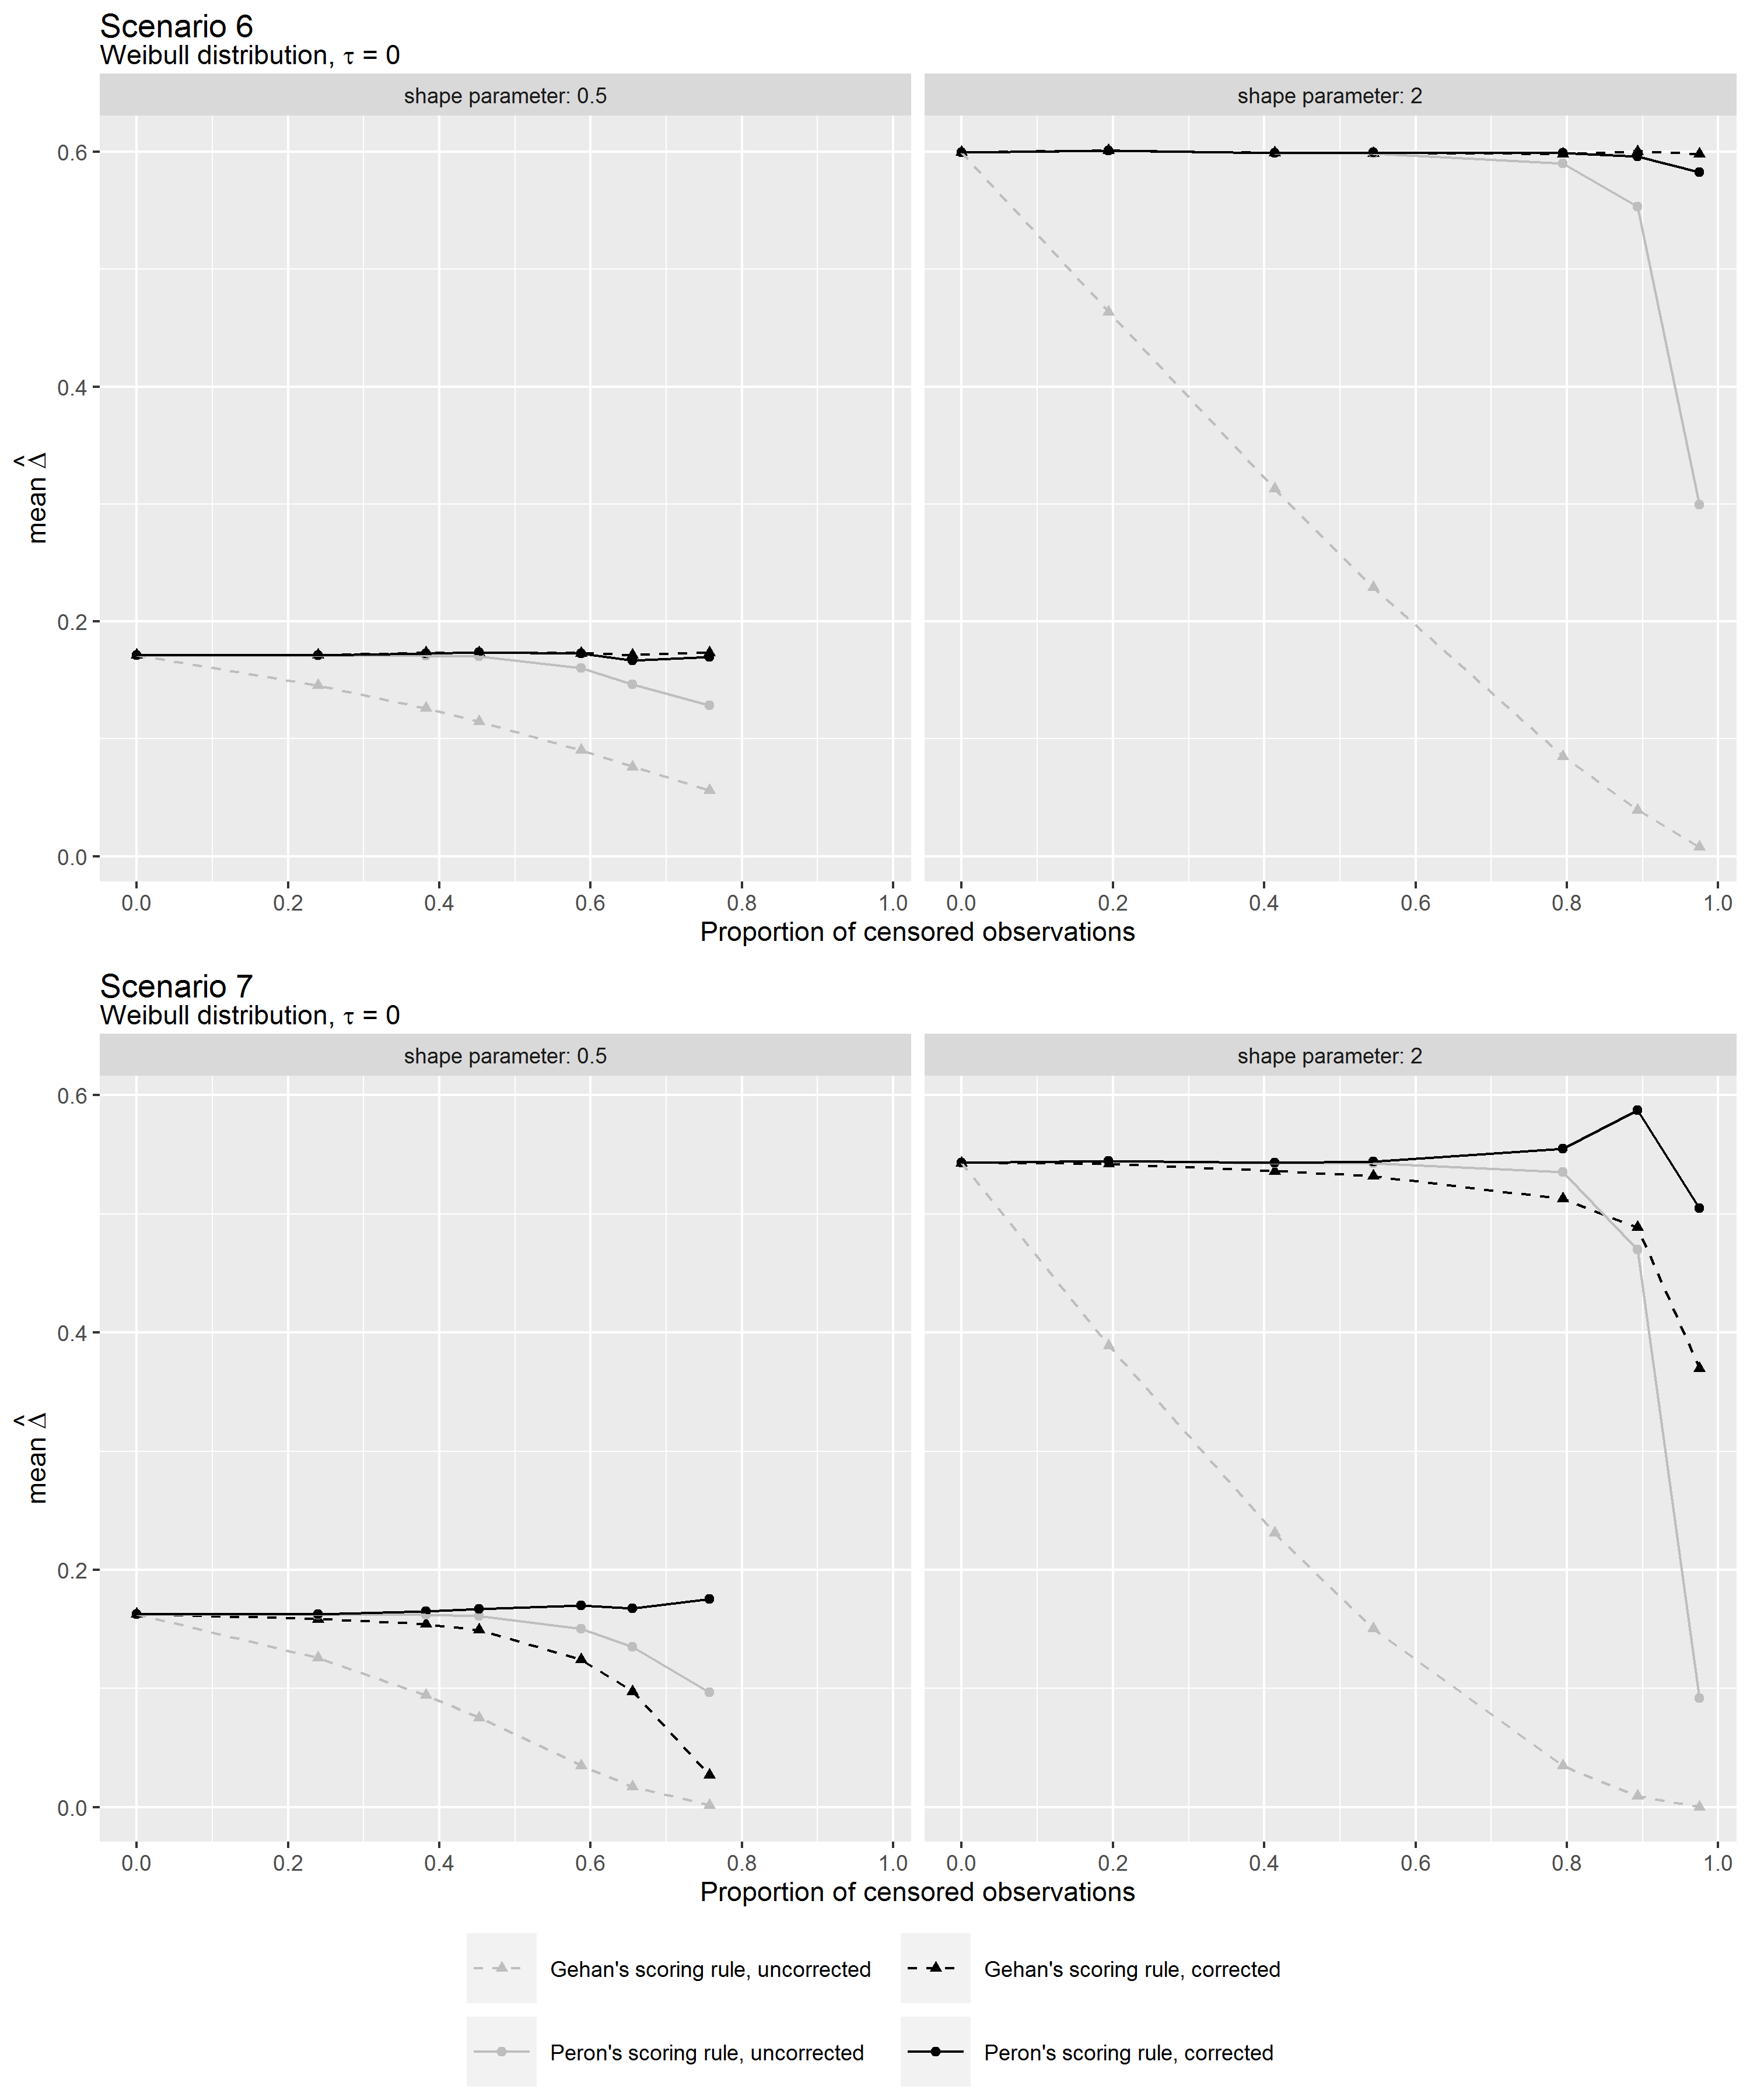 Scenario 6
Weibull distribution, τ = 0
shape parameter: 0.5
shape parameter: 2
mean Δ̂
0.6
0.4
0.2
0.0
0.0 0.2 0.4 0.6 0.8 1.0
0.0 0.2 0.4 0.6 0.8 1.0
Proportion of censored observations
Scenario 7
Weibull distribution, τ = 0
shape parameter: 0.5
shape parameter: 2
mean Δ̂
0.6
0.4
0.2
0.0
0.0 0.2 0.4 0.6 0.8 1.0
0.0 0.2 0.4 0.6 0.8 1.0
Proportion of censored observations
Gehan's scoring rule, uncorrected
Gehan's scoring rule, corrected
Peron's scoring rule, uncorrected
Peron's scoring rule, corrected